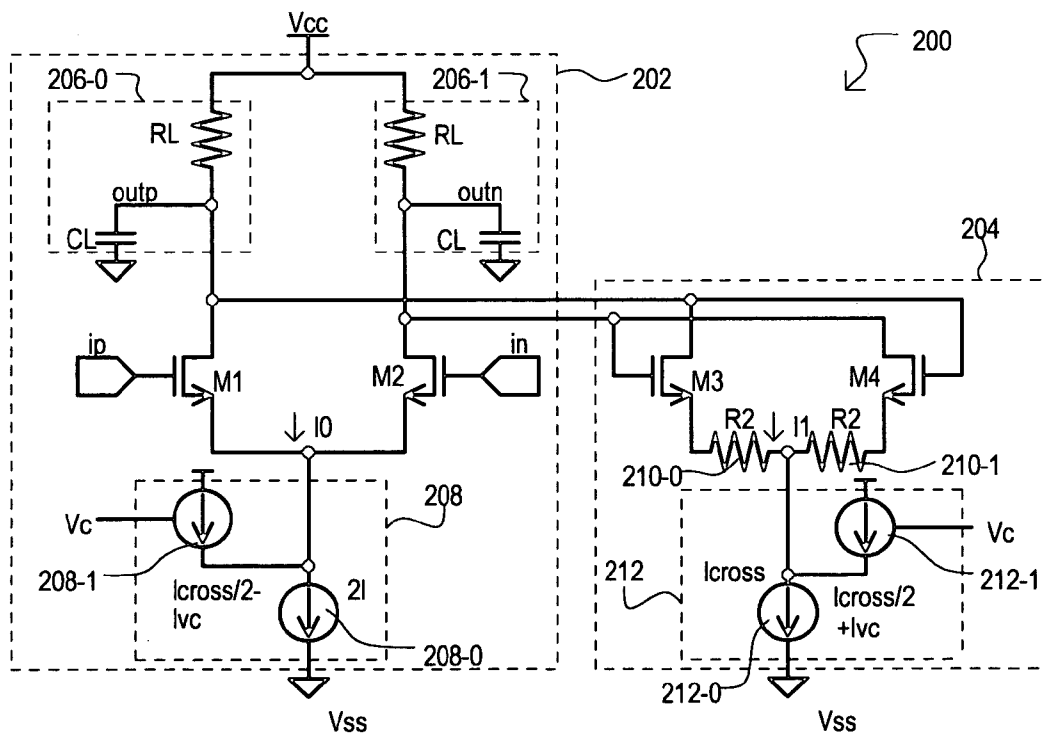 Vcc
200
206-0
206-1
202
RL
RL
outp
outn
CL
CL
204
ip
in
M1
M2
M3
M4
I0
R2
I1
R2
210-0
210-1
208
Vc
Vc
208-1
Icross/2-
Ivc
2I
208-0
212
Icross
Icross/2
+Ivc
212-1
212-0
Vss
Vss